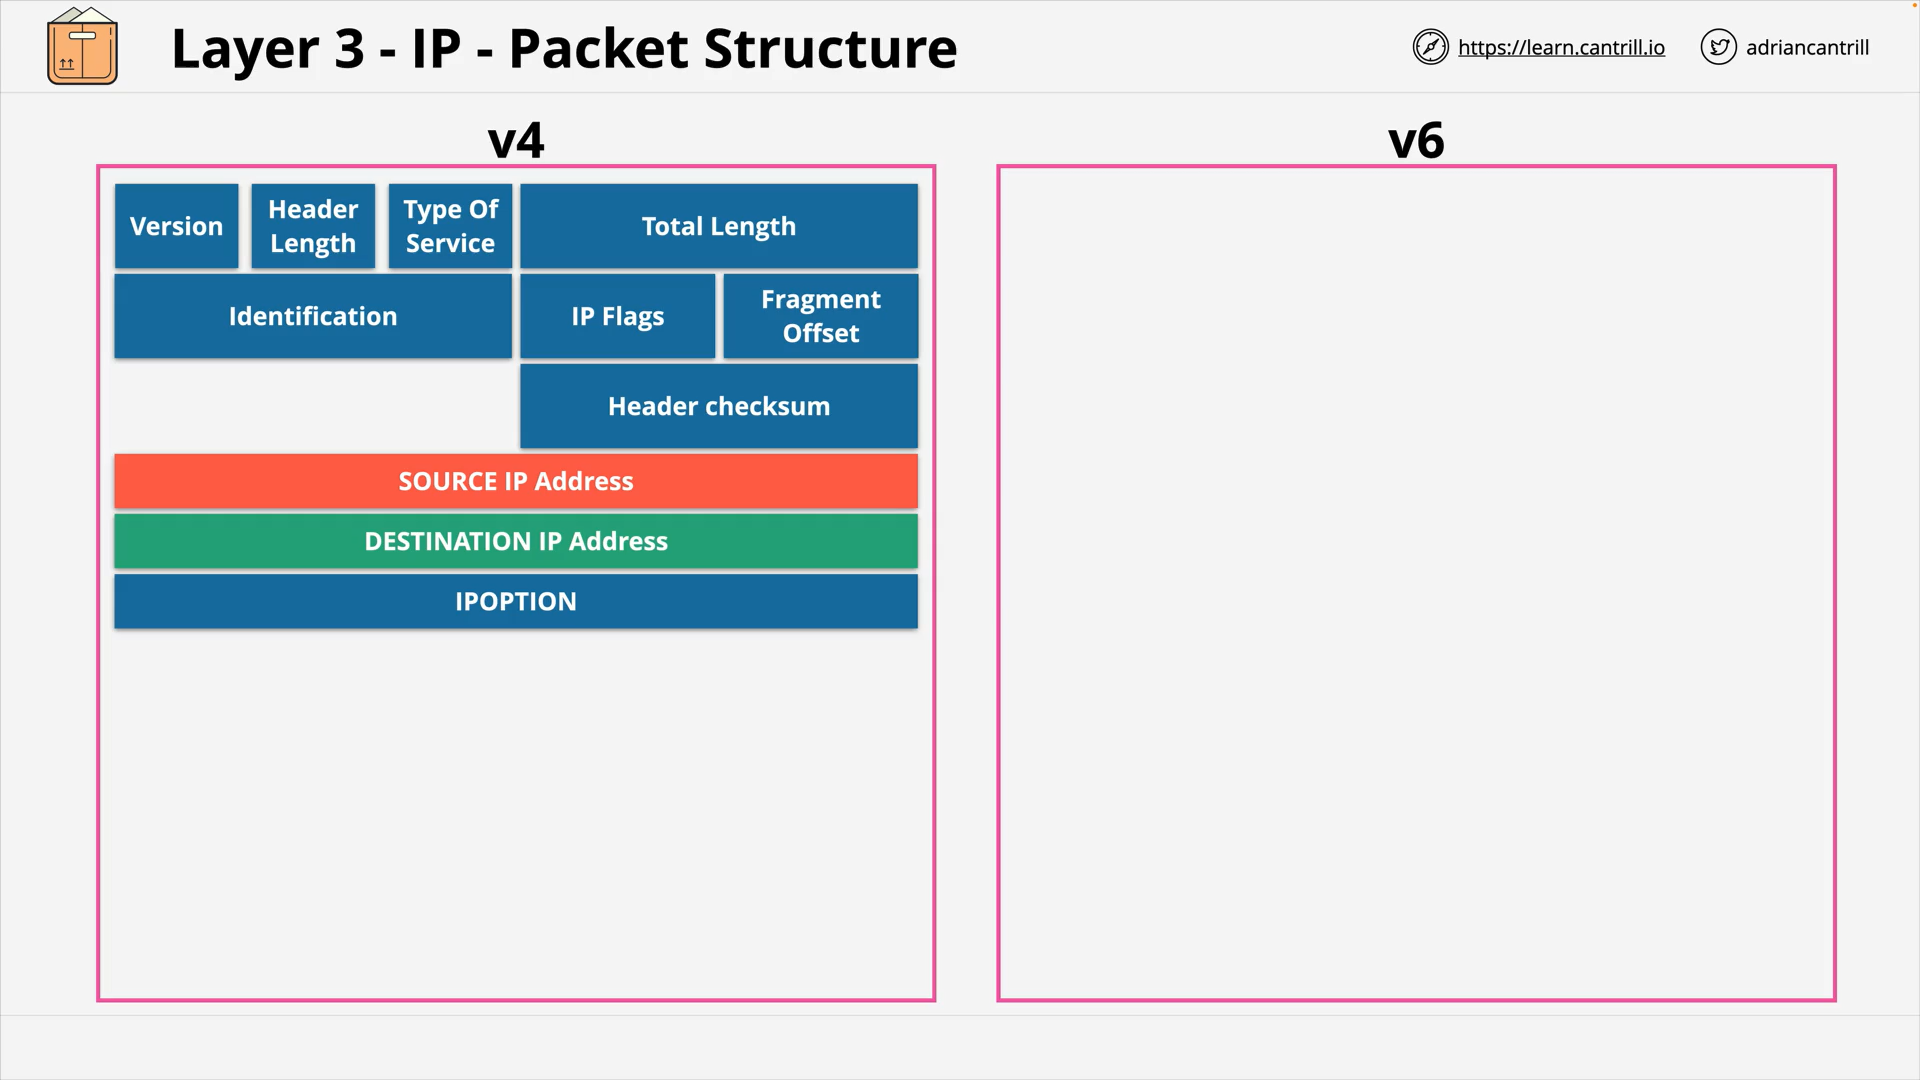 Layer 3 - IP - Packet Structure
https://learn.cantrill.io
adriancantrill
v4
v6
Version
Header
Length
Type Of
Service
Total Length
Identification
IP Flags
Fragment
Offset
Header checksum
SOURCE IP Address
DESTINATION IP Address
IPOPTION